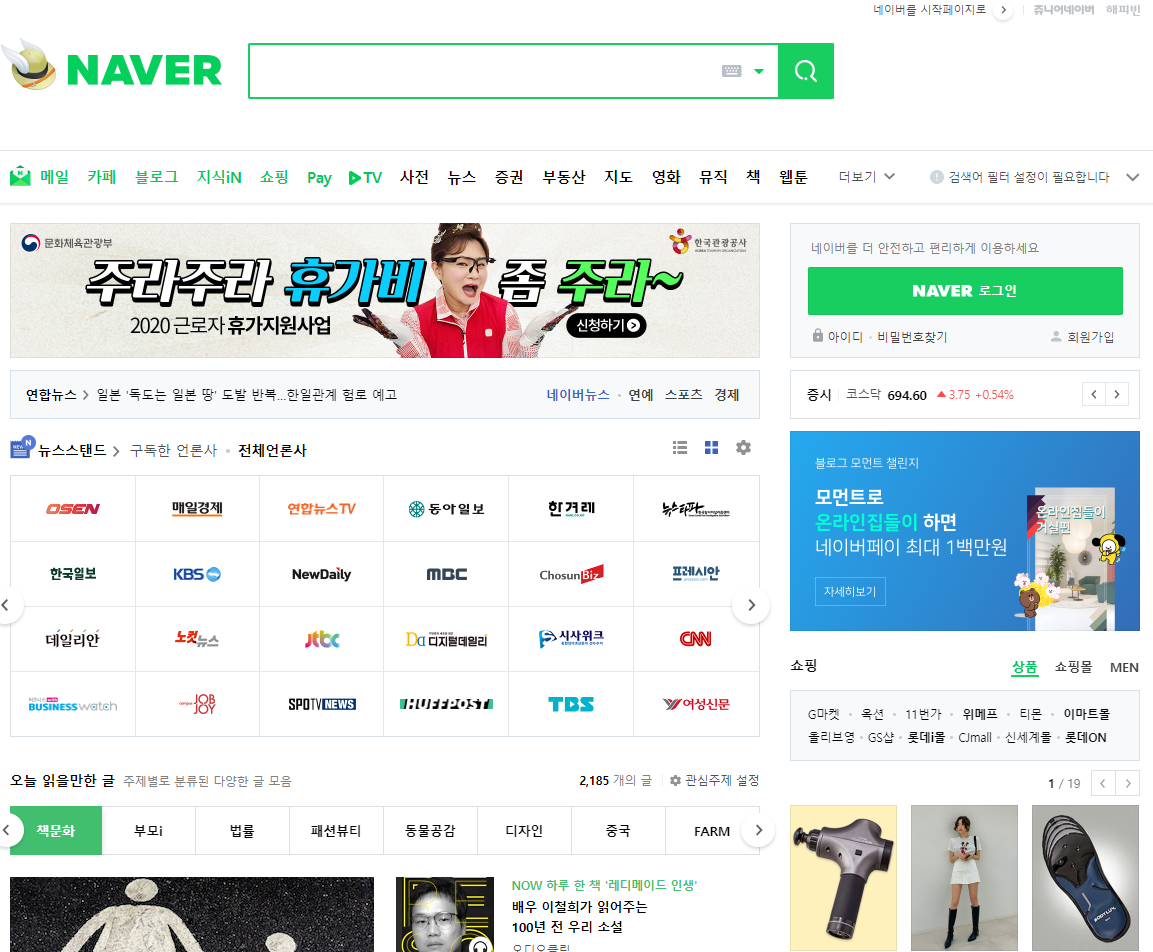 네이버를 시작페이지로 쥬니어네이버 해피빈
NAVER
메일 카페 블로그 지식iN 쇼핑 Pay TV 사전 뉴스 증권 부동산 지도 영화 뮤직 책 웹툰 더보기 검색어 필터 설정이 필요합니다
문화체육관광부
한국관광공사
KOREA TOURISM ORGANIZATION
주라주라 휴가비 좀 주라~
2020 근로자 휴가지원사업
신청하기
네이버를 더 안전하고 편리하게 이용하세요
NAVER 로그인
아이디 · 비밀번호찾기 회원가입
연합뉴스 일본 '독도는 일본 땅' 도발 반복...한일관계 험로 예고 네이버뉴스 · 연예 스포츠 경제
증시 코스닥 694.60 ▲ 3.75 +0.54%
NEW N
뉴스스탠드 구독한 언론사 · 전체언론사
OSEN 매일경제 연합뉴스TV 동아일보 한겨레 뉴스타파
한국일보 KBS NewDaily MBC ChosunBiz 프레시안
데일리안 노컷뉴스 jtbc 디지털데일리 시사위크 CNN
비즈니스 BUSINESSwatch campus JOB&JOY SPOTVNEWS HUFFPOST TBS 여성신문
블로그 모먼트 챌린지
모먼트로
온라인집들이 하면
네이버페이 최대 1백만원
자세히보기
온라인집들이
거실편
쇼핑 상품 쇼핑몰 MEN
G마켓 · 옥션 · 11번가 · 위메프 · 티몬 · 이마트몰
올리브영 · GS샵 · 롯데i몰 · CJmall · 신세계몰 · 롯데ON
1 / 19
BODYLUV
오늘 읽을만한 글 주제별로 분류된 다양한 글 모음 2,185 개의 글 관심주제 설정
책문화 부모i 법률 패션뷰티 동물공감 디자인 중국 FARM
NOW 하루 한 책 '레디메이드 인생'
배우 이철희가 읽어주는
100년 전 우리 소설
오디오클립